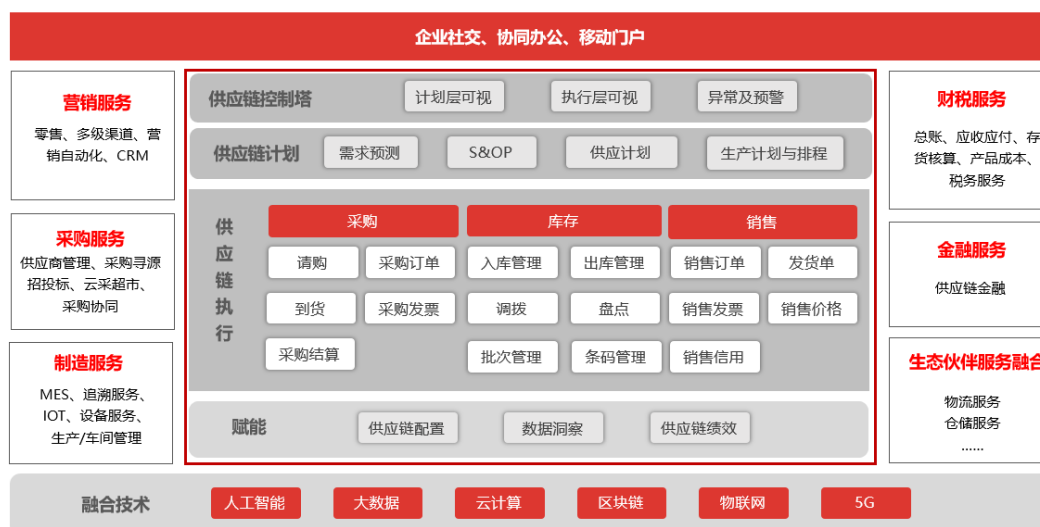 企业社交、协同办公、移动门户
营销服务
零售、多级渠道、营
销自动化、CRM
采购服务
供应商管理、采购寻源
招投标、云采超市、
采购协同
制造服务
MES、追溯服务、
IOT、设备服务、
生产/车间管理
供应链控制塔
计划层可视
执行层可视
异常及预警
供应链计划
需求预测
S&OP
供应计划
生产计划与排程
供
应
链
执
行
采购
库存
销售
请购
采购订单
入库管理
出库管理
销售订单
发货单
到货
采购发票
调拨
盘点
销售发票
销售价格
采购结算
批次管理
条码管理
销售信用
赋能
供应链配置
数据洞察
供应链绩效
财税服务
总账、应收应付、存
货核算、产品成本、
税务服务
金融服务
供应链金融
生态伙伴服务融合
物流服务
仓储服务
......
融合技术
人工智能
大数据
云计算
区块链
物联网
5G